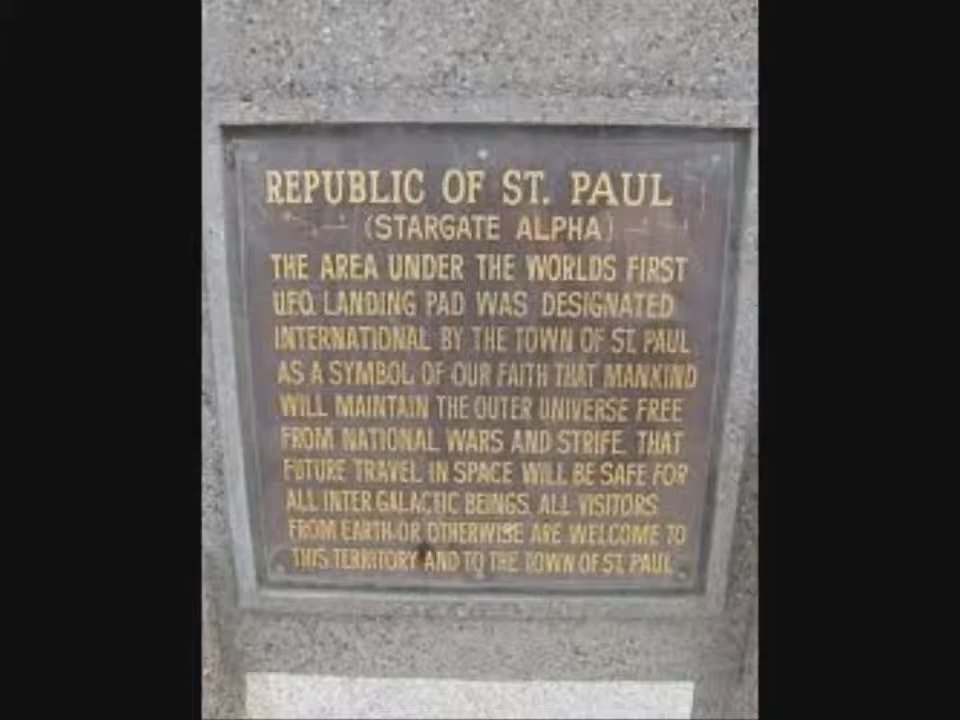 REPUBLIC OF ST. PAUL
(STARGATE ALPHA)
THE AREA UNDER THE WORLDS FIRST
U.F.O. LANDING PAD WAS DESIGNATED
INTERNATIONAL BY THE TOWN OF ST. PAUL
AS A SYMBOL OF OUR FAITH THAT MANKIND
WILL MAINTAIN THE OUTER UNIVERSE FREE
FROM NATIONAL WARS AND STRIFE. THAT
FUTURE TRAVEL IN SPACE WILL BE SAFE FOR
ALL INTER GALACTIC BEINGS. ALL VISITORS
FROM EARTH OR OTHERWISE ARE WELCOME TO
THIS TERRITORY AND TO THE TOWN OF ST. PAUL